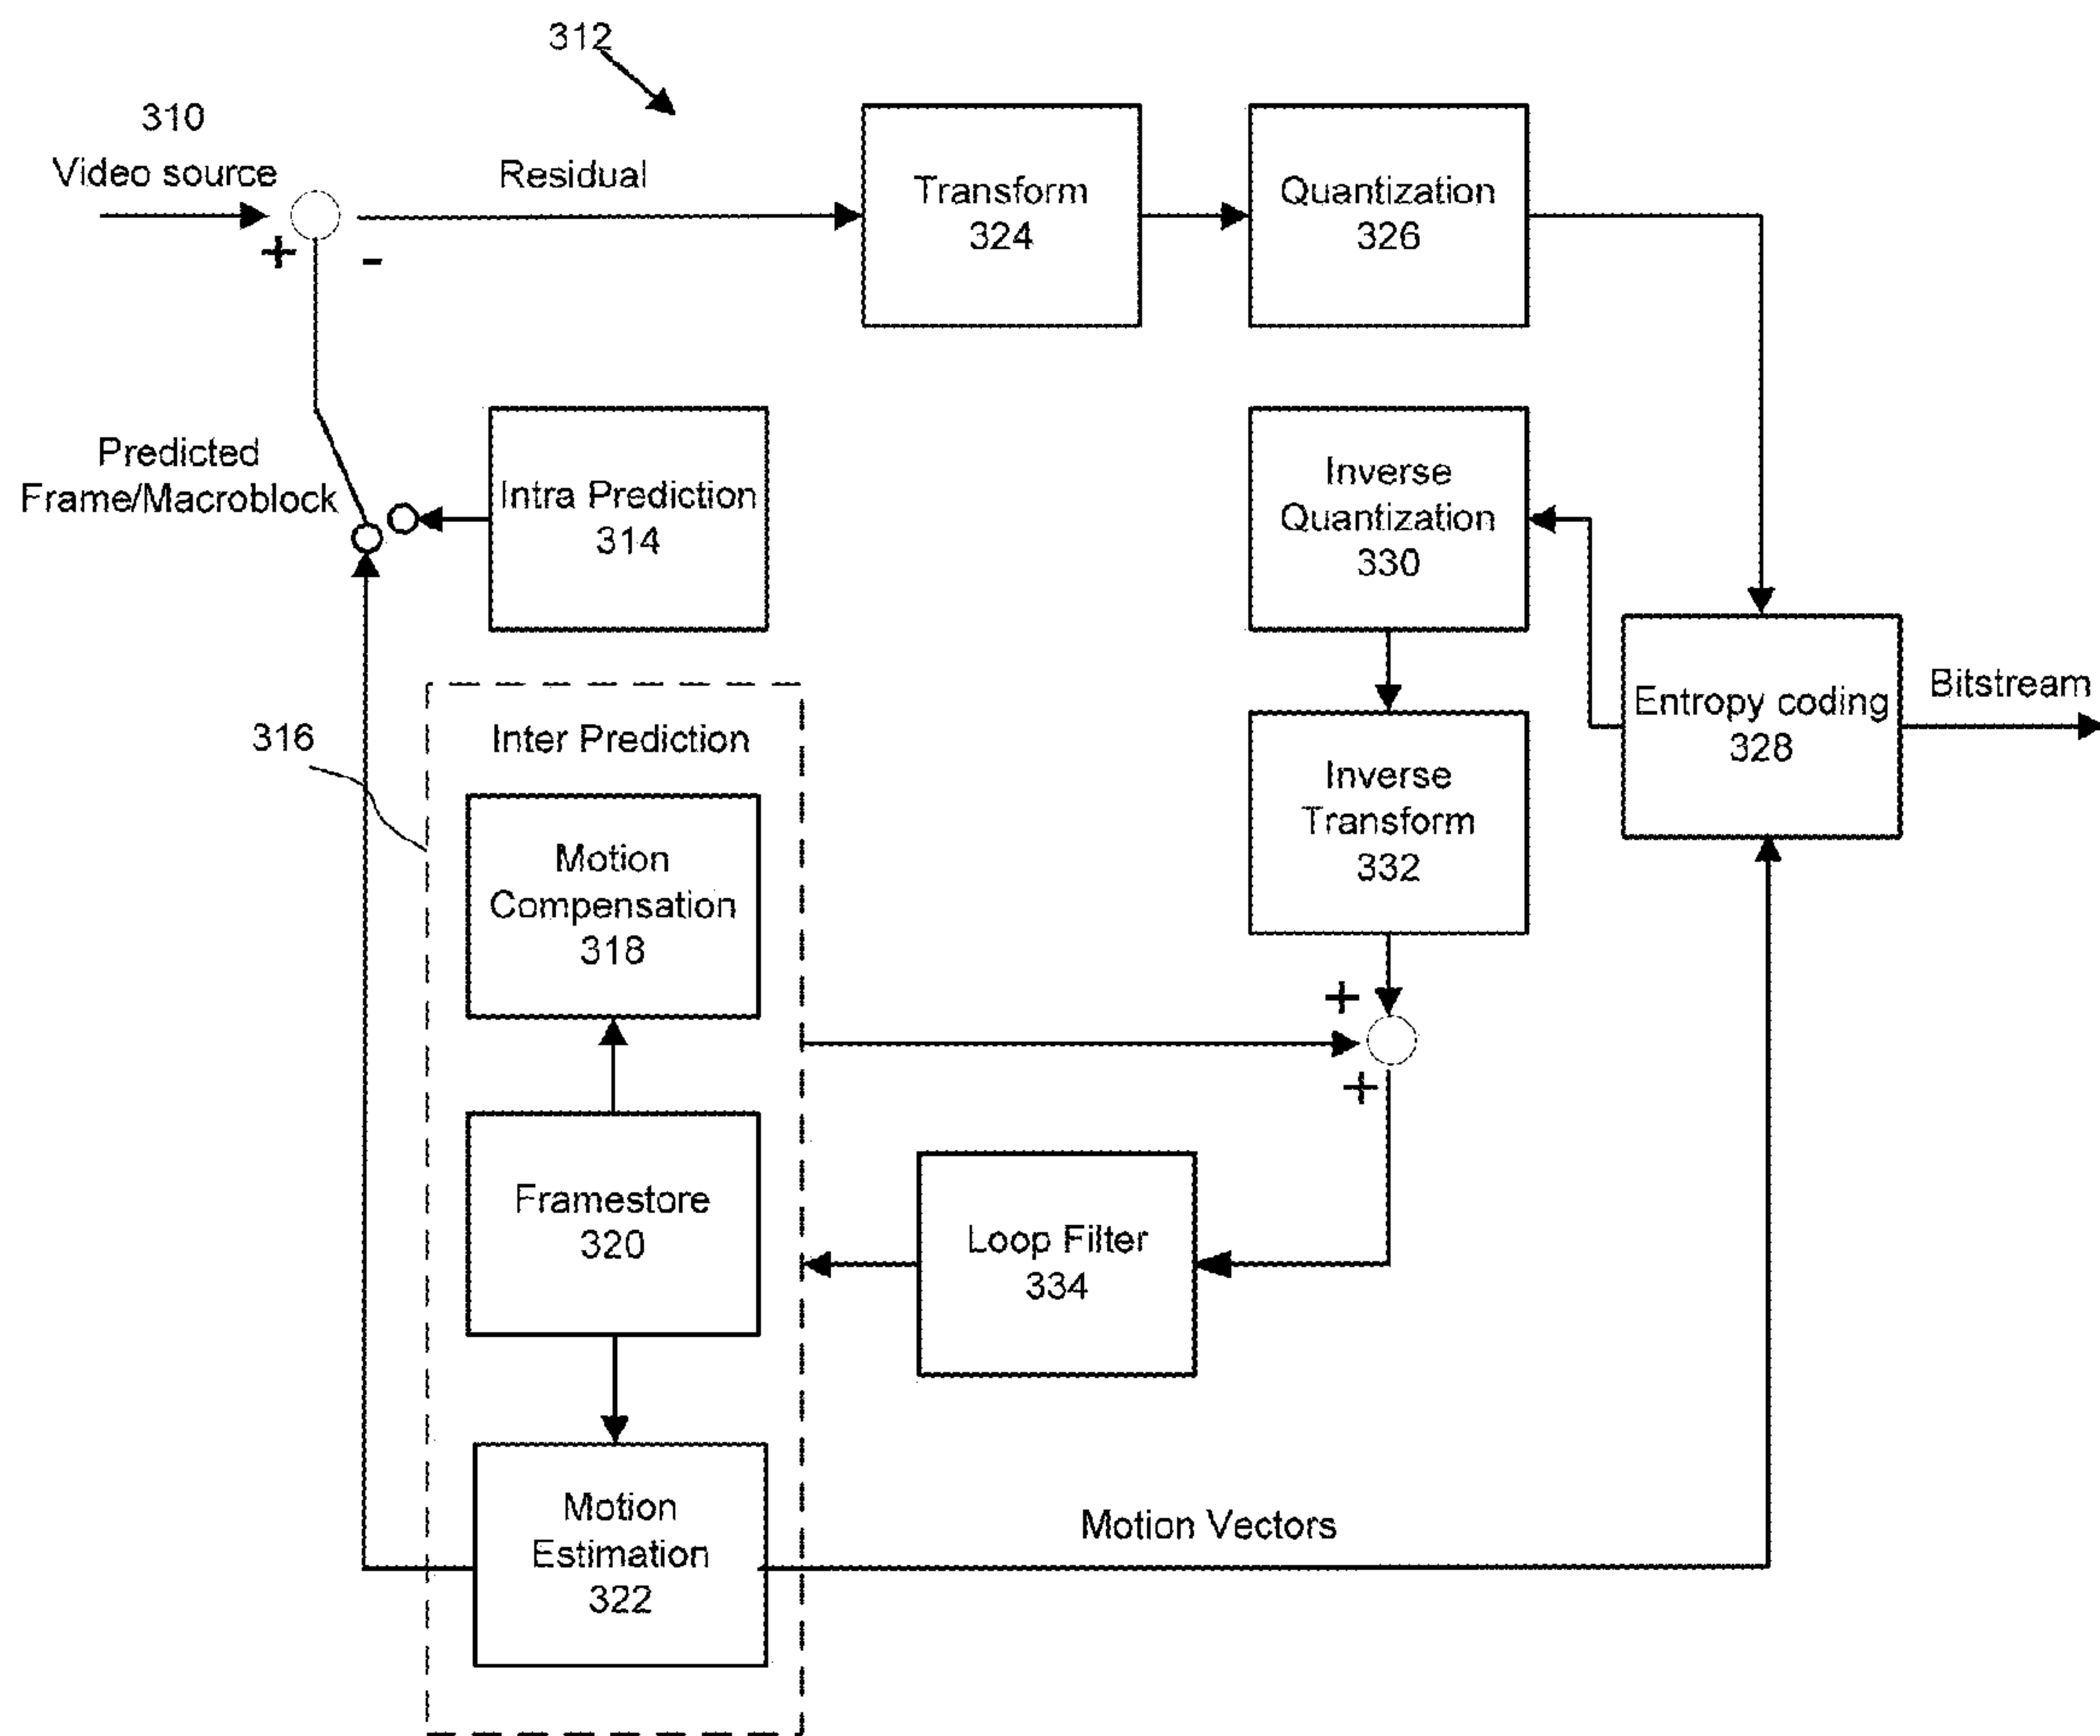 312
310
Video source
+
-
Residual
Transform
324
Quantization
326
Predicted
Frame/Macroblock
Intra Prediction
314
Inverse
Quantization
330
Entropy coding
328
Bitstream
316
Inter Prediction
Motion
Compensation
318
Inverse
Transform
332
+
+
Framestore
320
Loop Filter
334
Motion
Estimation
322
Motion Vectors